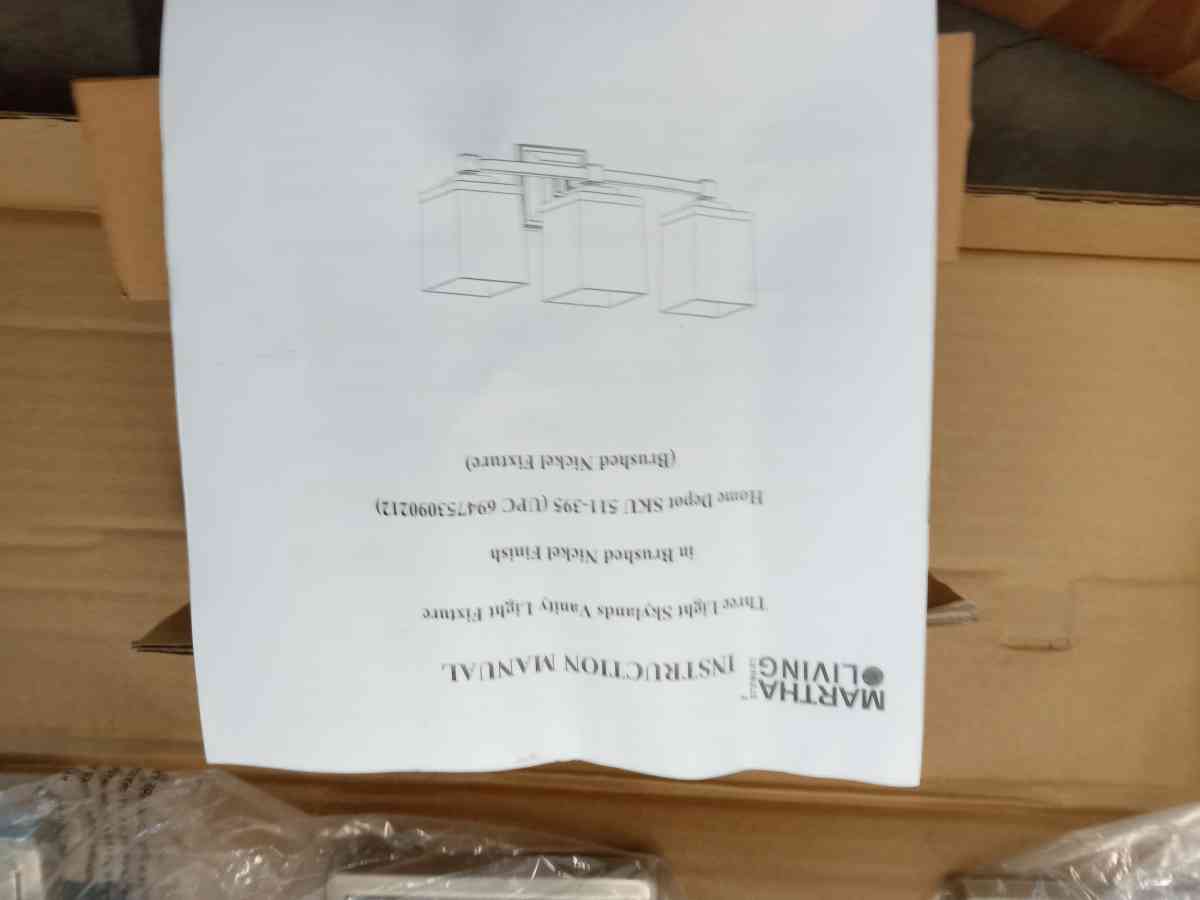 MARTHA
LIVING
INSTRUCTION MANUAL
Three Light Skylands Vanity Light Fixture
in Brushed Nickel Finish
Home Depot SKU 511-395 (UPC 694753090212)
(Brushed Nickel Fixture)